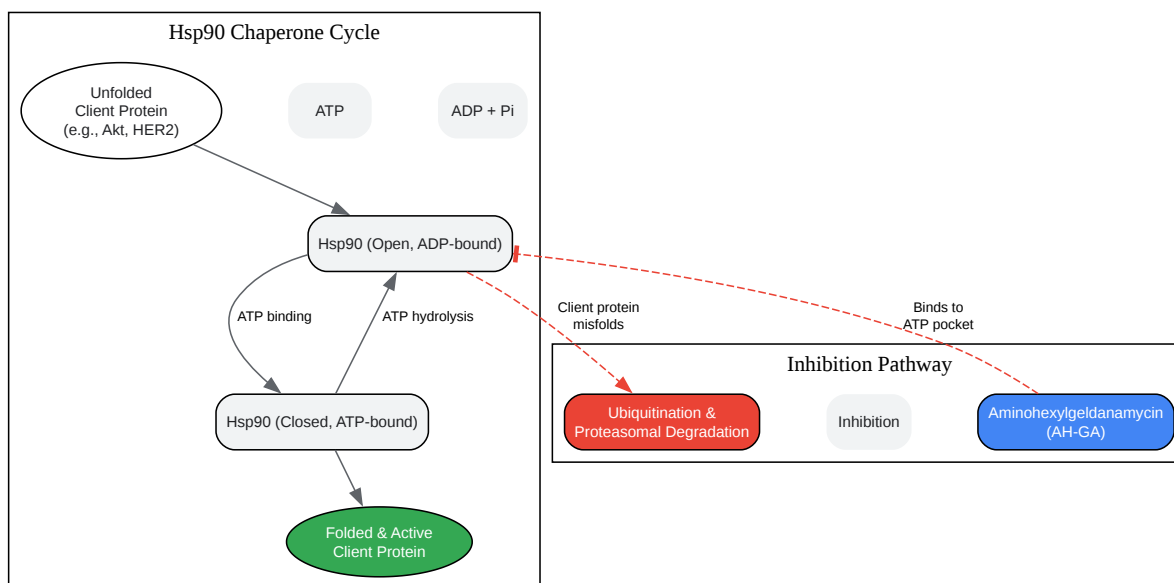 Hsp90 Chaperone Cycle
Unfolded
Client Protein
(e.g., Akt, HER2)
ATP
ADP + Pi
Hsp90 (Open, ADP-bound)
ATP binding
ATP hydrolysis
Client protein
misfolds
Binds to
ATP pocket
Inhibition Pathway
Hsp90 (Closed, ATP-bound)
Ubiquitination &
Proteasomal Degradation
Inhibition
Aminohexylgeldanamycin
(AH-GA)
Folded & Active
Client Protein